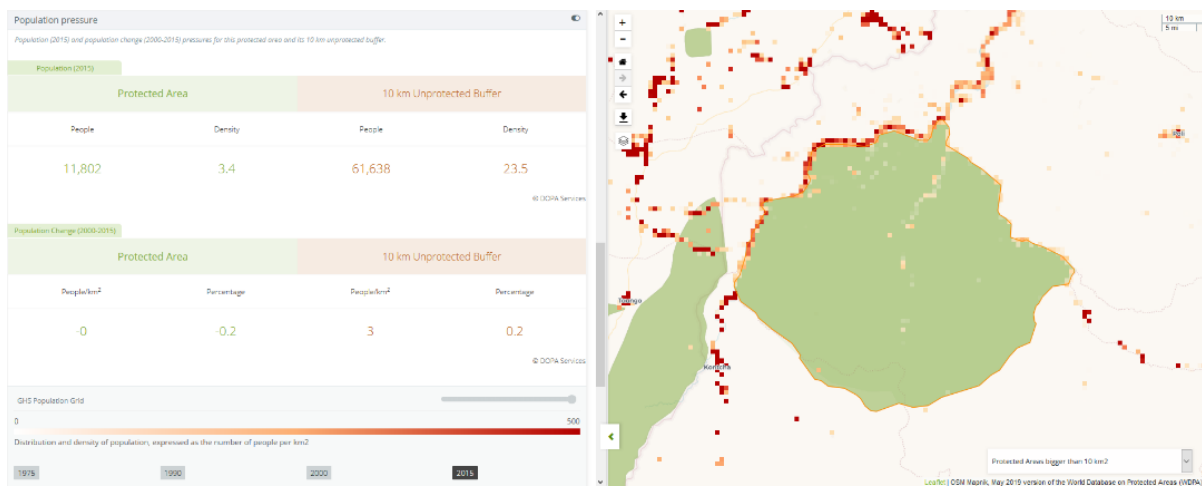 Population pressure
Population (2015) and population change (2000-2015) pressures for this protected area and its 10 km unprotected buffer.
Population (2015)
Protected Area
10 km Unprotected Buffer
People
Density
People
Density
11,802
3.4
61,638
23.5
© DOPA Services
Population Change (2000-2015)
Protected Area
10 km Unprotected Buffer
People/km²
Percentage
People/km²
Percentage
-0
-0.2
3
0.2
© DOPA Services
GHS Population Grid
0
500
Distribution and density of population, expressed as the number of people per km2
1975
1990
2000
2015
+
−
10 km
5 mi
Kontcha
Protected Areas bigger than 10 km2
Leaflet | OSM Mapnik, May 2019 version of the World Database on Protected Areas (WDPA)